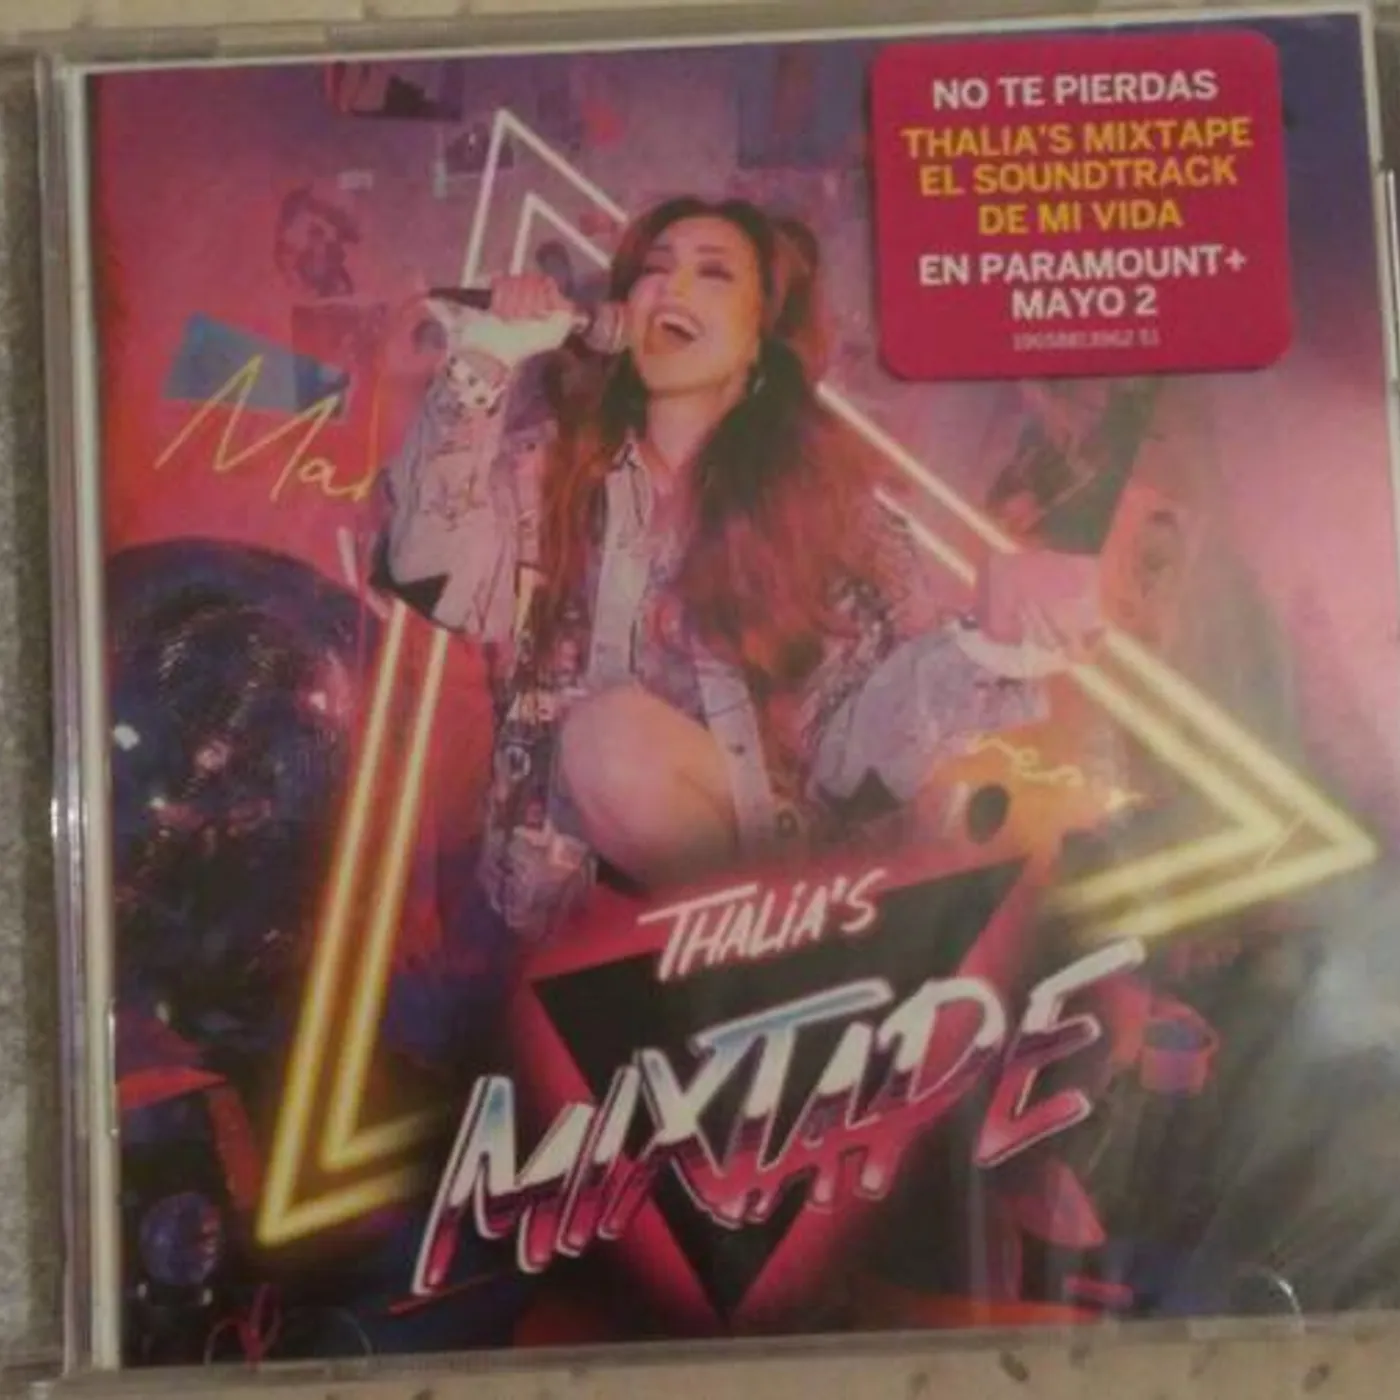 NO TE PIERDAS
THALIA'S MIXTAPE
EL SOUNDTRACK
DE MI VIDA
EN PARAMOUNT+
MAYO 2
THALIA'S
MIXTAPE